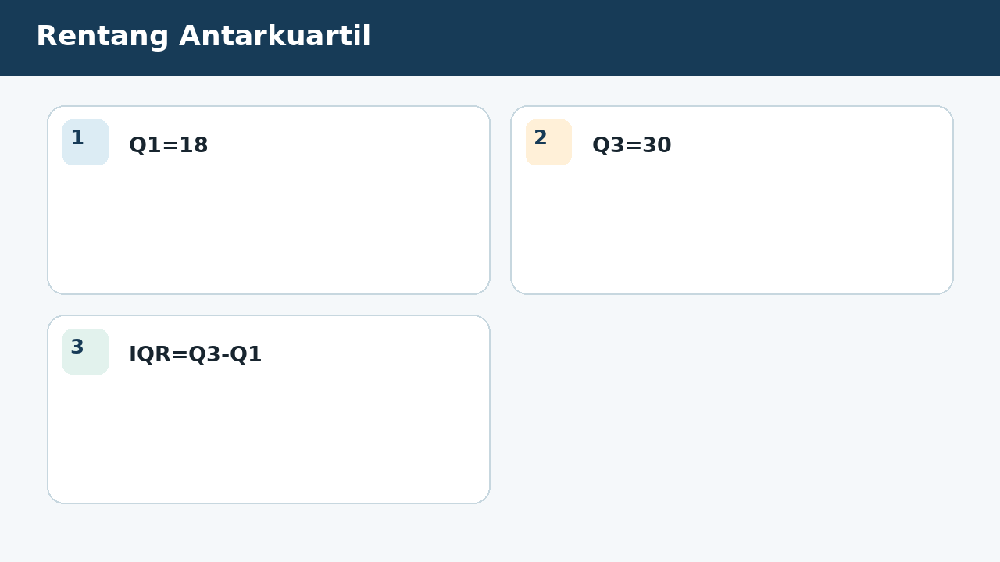 Rentang Antarkuartil
1
Q1=18
2
Q3=30
3
IQR=Q3-Q1